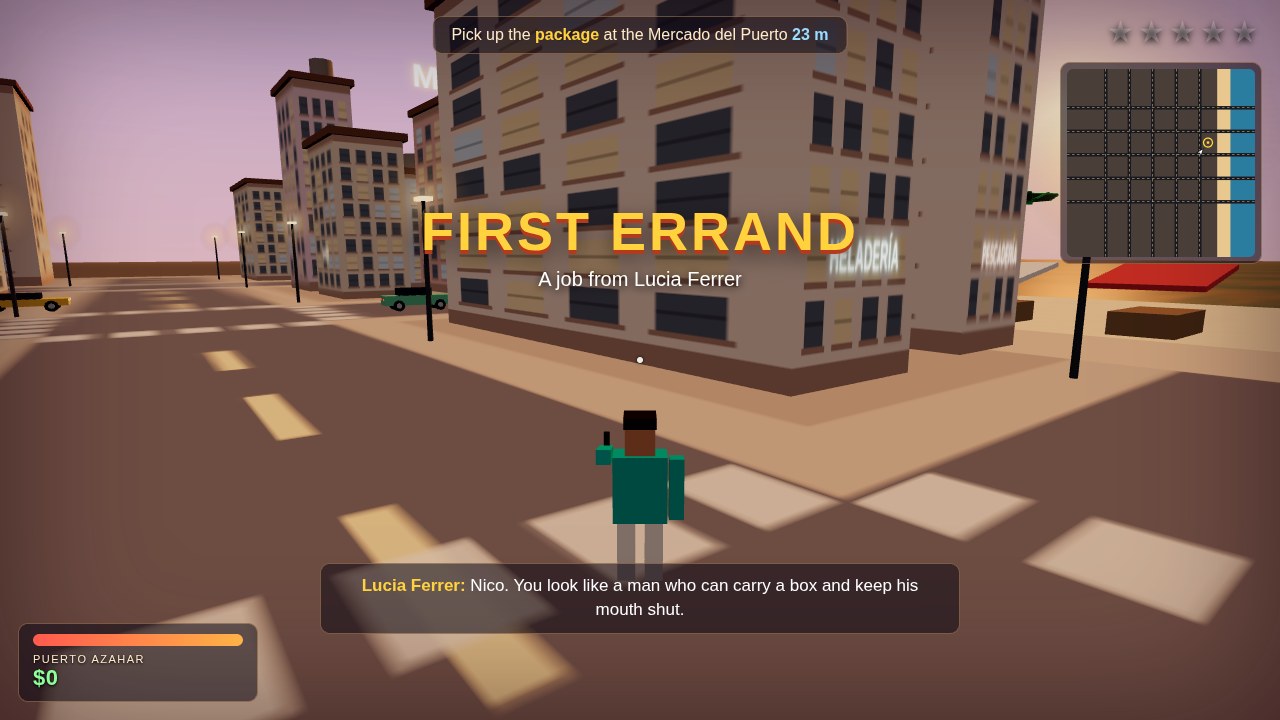 Pick up the package at the Mercado del Puerto 23 m
M
FIRST ERRAND
A job from Lucia Ferrer
HELADERÍA
PESCADERÍA
Lucia Ferrer: Nico. You look like a man who can carry a box and keep his
mouth shut.
PUERTO AZAHAR
$0